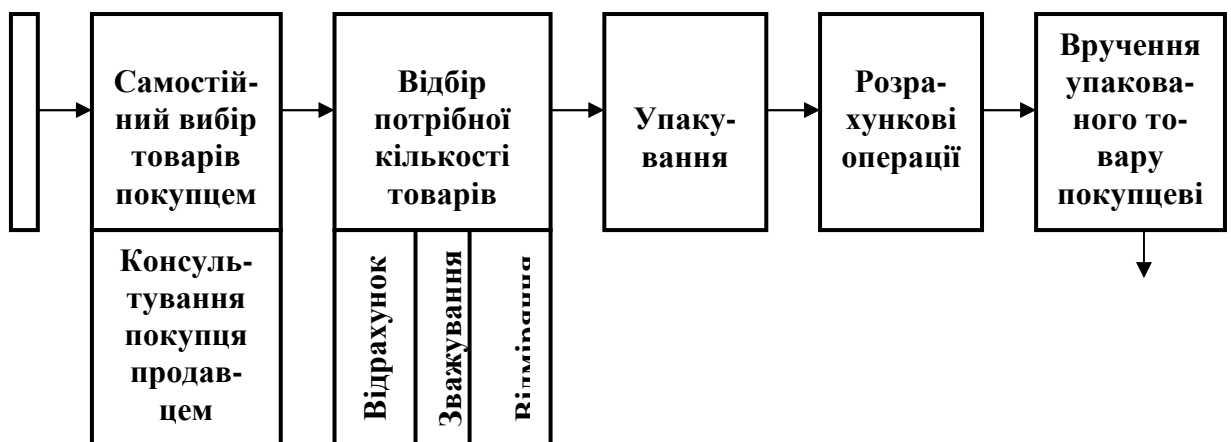 Самостій-
ний вибір
товарів
покупцем
Відбір
потрібної
кількості
товарів
Упаку-
вання
Розра-
хункові
операції
Вручення
упакова-
ного то-
вару
покупцеві
Консуль-
тування
покупця
продав-
цем
Відрахунок
Зважування
Відміряння